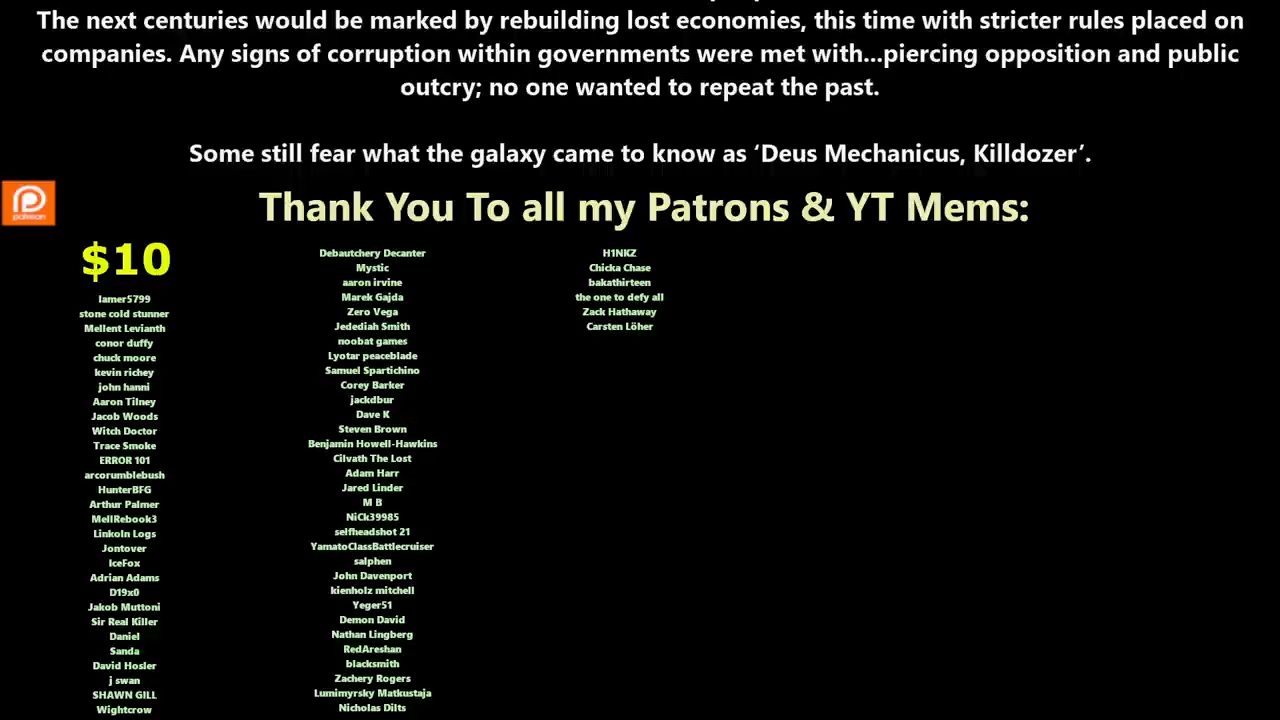 The next centuries would be marked by rebuilding lost economies, this time with stricter rules placed on
companies. Any signs of corruption within governments were met with...piercing opposition and public
outcry; no one wanted to repeat the past.
Some still fear what the galaxy came to know as ‘Deus Mechanicus, Killdozer’.
patreon
Thank You To all my Patrons & YT Mems:
$10
lamer5799
stone cold stunner
Mellent Levianth
conor duffy
chuck moore
kevin richey
john hanni
Aaron Tilney
Jacob Woods
Witch Doctor
Trace Smoke
ERROR 101
arcorumblebush
HunterBFG
Arthur Palmer
MellRebook3
Linkoln Logs
Jontover
IceFox
Adrian Adams
D19x0
Jakob Muttoni
Sir Real Killer
Daniel
Sanda
David Hosler
j swan
SHAWN GILL
Wightcrow
Debautchery Decanter
Mystic
aaron irvine
Marek Gajda
Zero Vega
Jedediah Smith
noobat games
Lyotar peaceblade
Samuel Spartichino
Corey Barker
jackdbur
Dave K
Steven Brown
Benjamin Howell-Hawkins
Cilvath The Lost
Adam Harr
Jared Linder
M B
NiCk39985
selfheadshot 21
YamatoClassBattlecruiser
salphen
John Davenport
kienholz mitchell
Yeger51
Demon David
Nathan Lingberg
RedAreshan
blacksmith
Zachery Rogers
Lumimyrsky Matkustaja
Nicholas Dilts
H1NKZ
Chicka Chase
bakathirteen
the one to defy all
Zack Hathaway
Carsten Löher